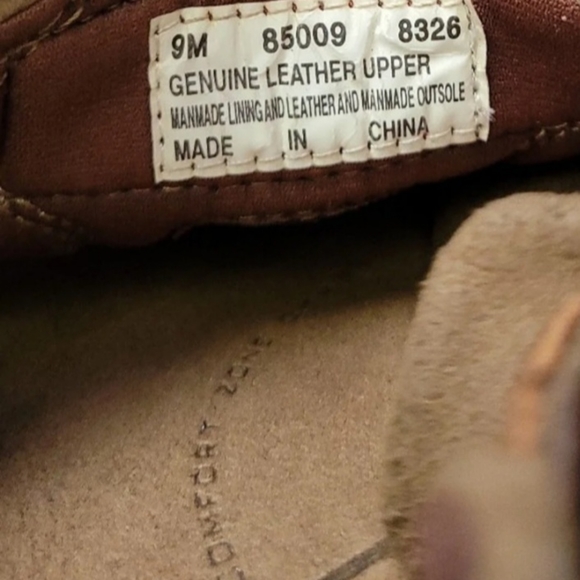 9M 85009 8326
GENUINE LEATHER UPPER
MANMADE LINING AND LEATHER AND MANMADE OUTSOLE
MADE IN CHINA
COMFORT ZONE